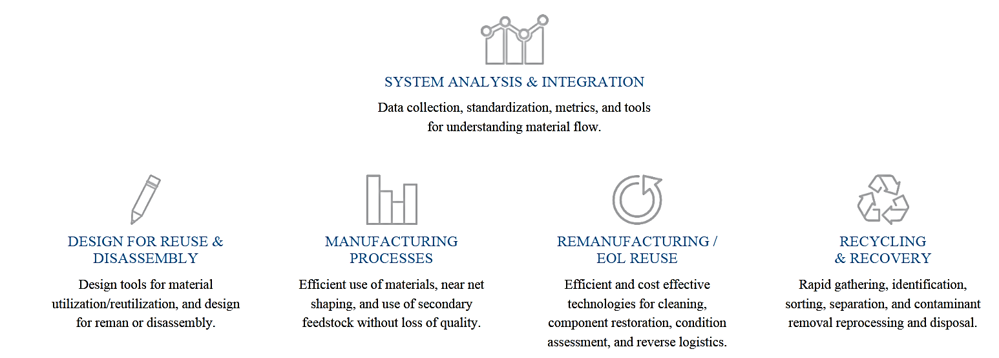 SYSTEM ANALYSIS & INTEGRATION
Data collection, standardization, metrics, and tools
for understanding material flow.
DESIGN FOR REUSE &
DISASSEMBLY
Design tools for material
utilization/reutilization, and design
for reman or disassembly.
MANUFACTURING
PROCESSES
Efficient use of materials, near net
shaping, and use of secondary
feedstock without loss of quality.
REMANUFACTURING /
EOL REUSE
Efficient and cost effective
technologies for cleaning,
component restoration, condition
assessment, and reverse logistics.
RECYCLING
& RECOVERY
Rapid gathering, identification,
sorting, separation, and contaminant
removal reprocessing and disposal.